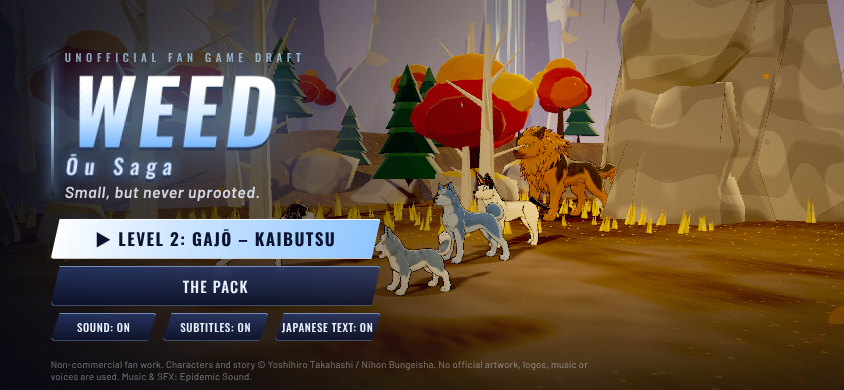 UNOFFICIAL FAN GAME DRAFT
WEED
Ōu Saga
Small, but never uprooted.
▶ LEVEL 2: GAJŌ – KAIBUTSU
THE PACK
SOUND: ON
SUBTITLES: ON
JAPANESE TEXT: ON
Non-commercial fan work. Characters and story © Yoshihiro Takahashi / Nihon Bungeisha. No official artwork, logos, music or
voices are used. Music & SFX: Epidemic Sound.